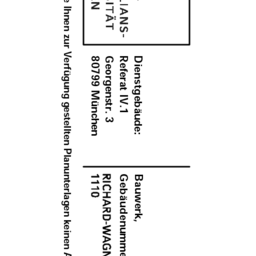 LIANS-
ITÄT
N
Dienstgebäude:
Referat IV.1
Georgenstr. 3
80799 München
Bauwerk,
Gebäudenumme
RICHARD-WAGN
1110
e Ihnen zur Verfügung gestellten Planunterlagen keinen A